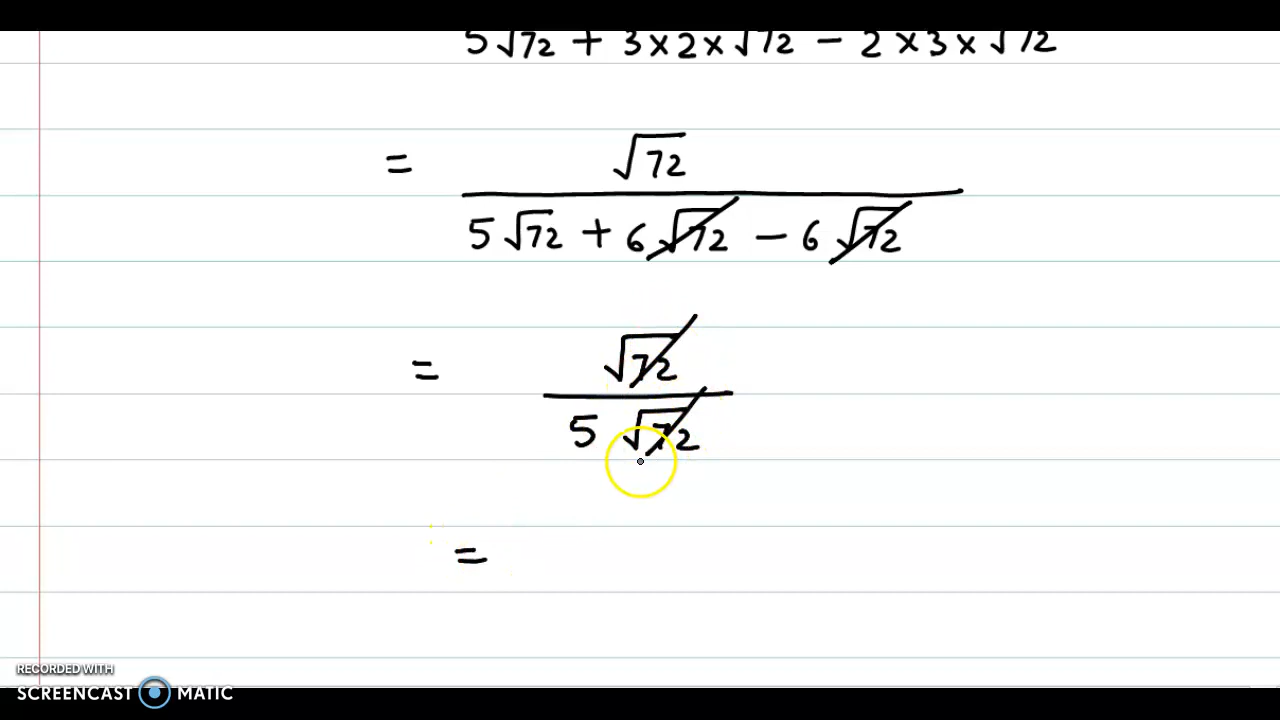 5√72 + 3×2×√72 − 2×3×√72
= √72
5√72 + 6√72 − 6√72
= √72
5 √72
=
RECORDED WITH
SCREENCAST MATIC